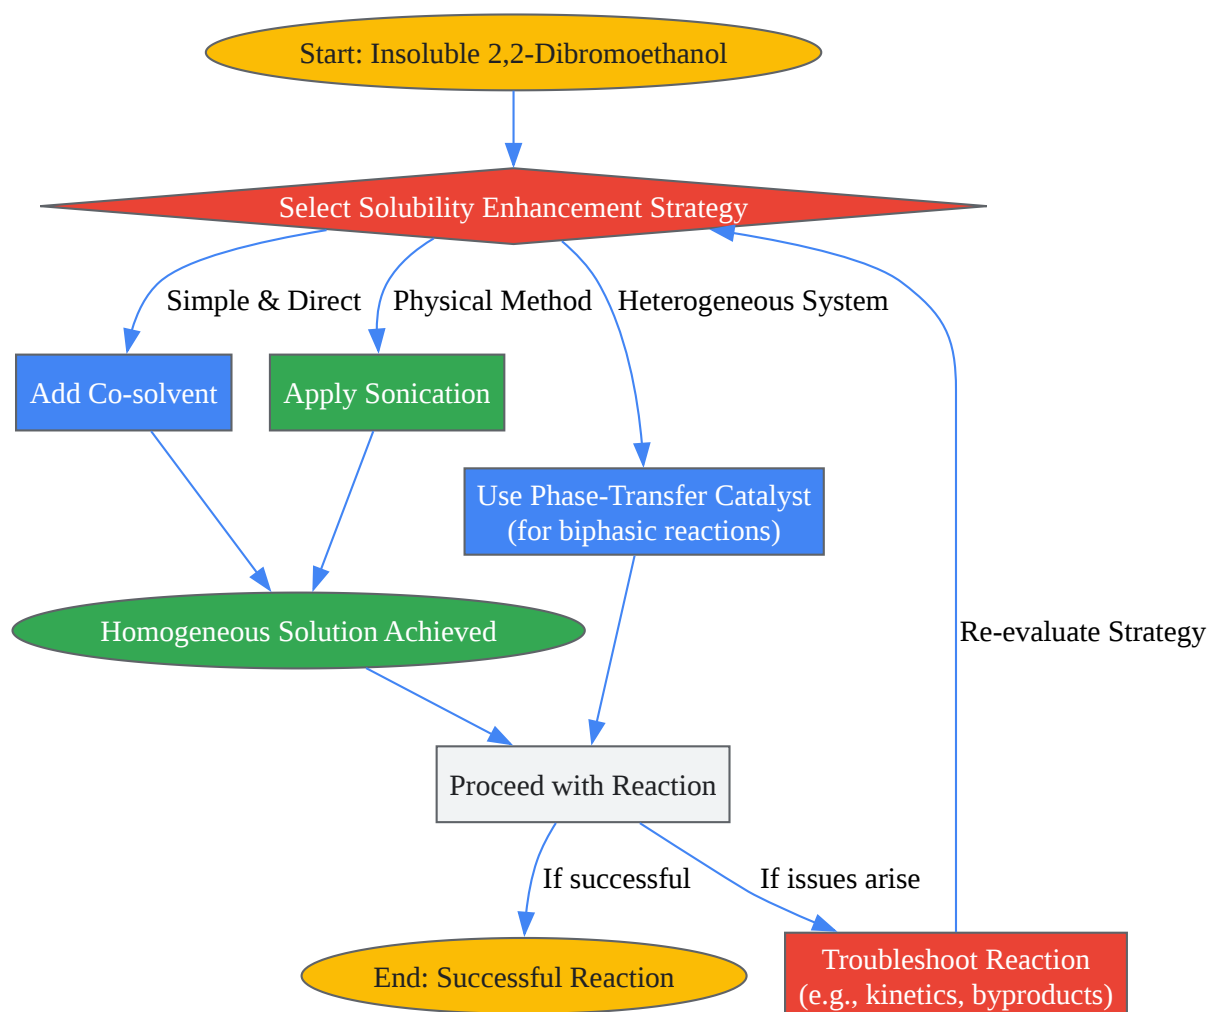 Start: Insoluble 2,2-Dibromoethanol
Select Solubility Enhancement Strategy
Simple & Direct
Physical Method
Heterogeneous System
Add Co-solvent
Apply Sonication
Use Phase-Transfer Catalyst
(for biphasic reactions)
Homogeneous Solution Achieved
Re-evaluate Strategy
Proceed with Reaction
If successful
If issues arise
End: Successful Reaction
Troubleshoot Reaction
(e.g., kinetics, byproducts)